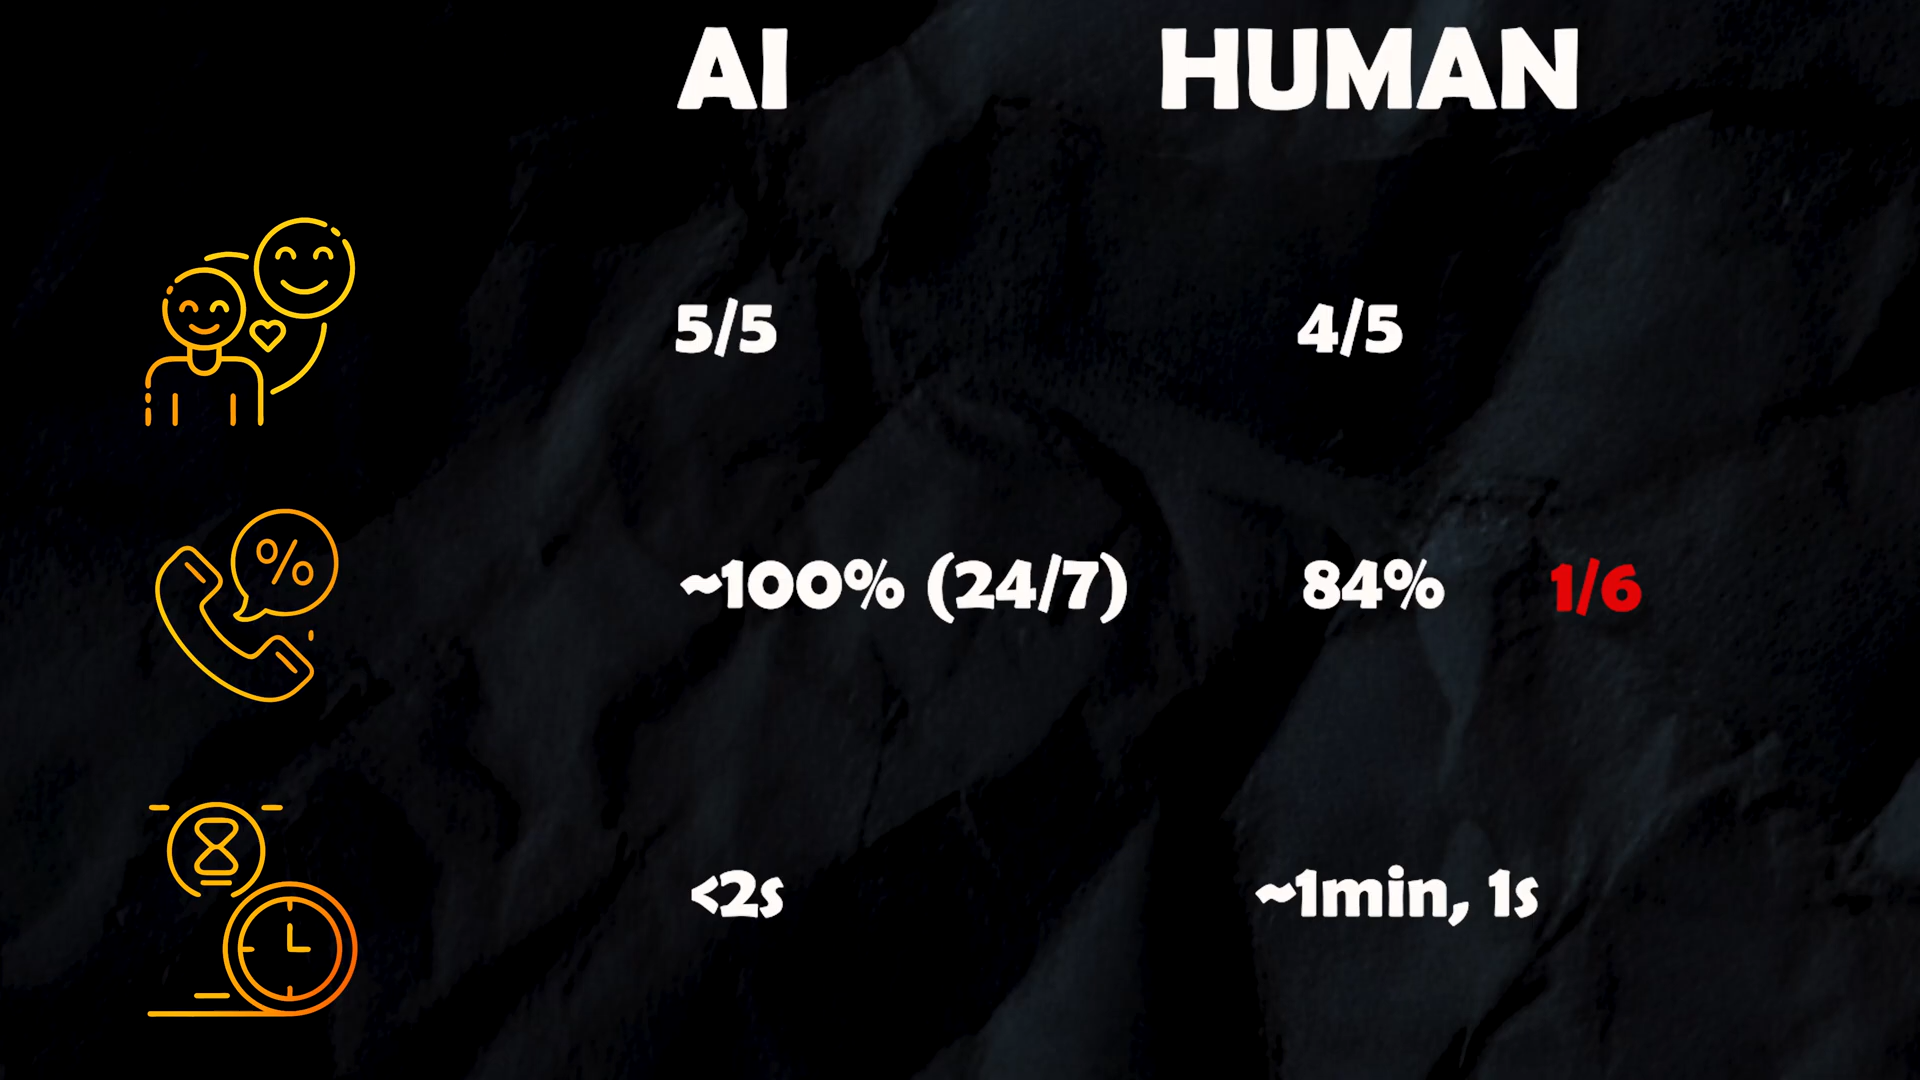 AI HUMAN
5/5 4/5
%
~100% (24/7) 84% 1/6
<2s ~1min, 1s